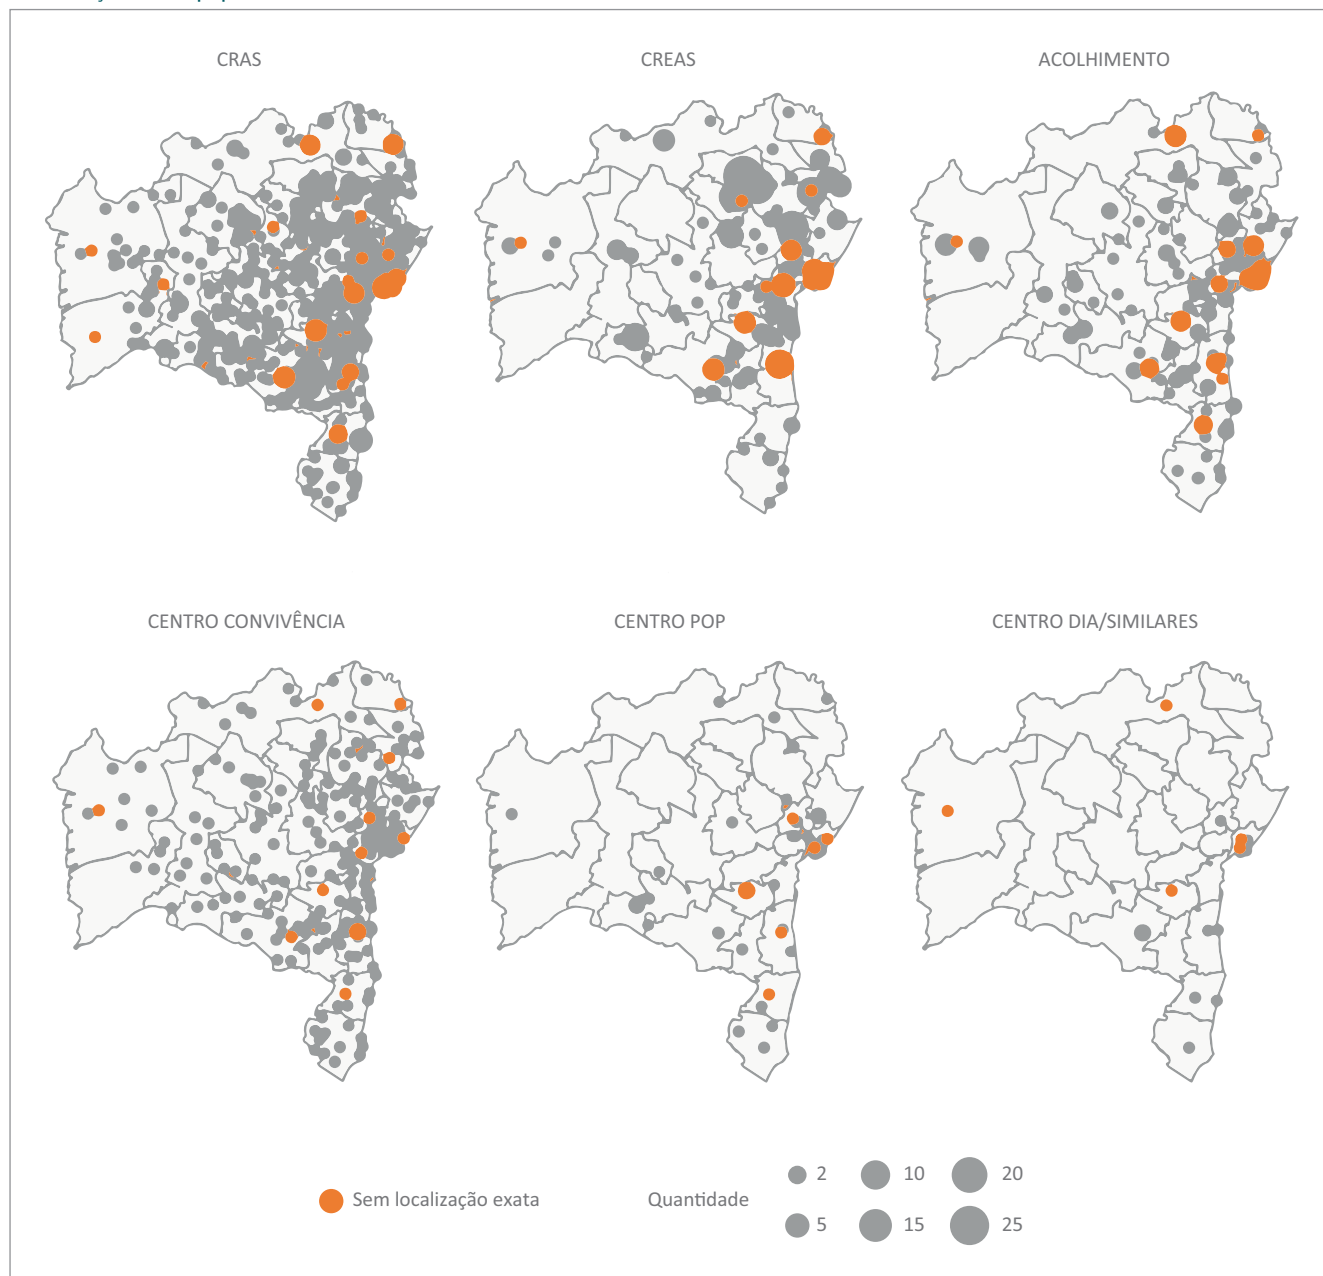 CRAS
CREAS
ACOLHIMENTO
CENTRO CONVIVÊNCIA
CENTRO POP
CENTRO DIA/SIMILARES
Sem localização exata
Quantidade
2
10
20
5
15
25